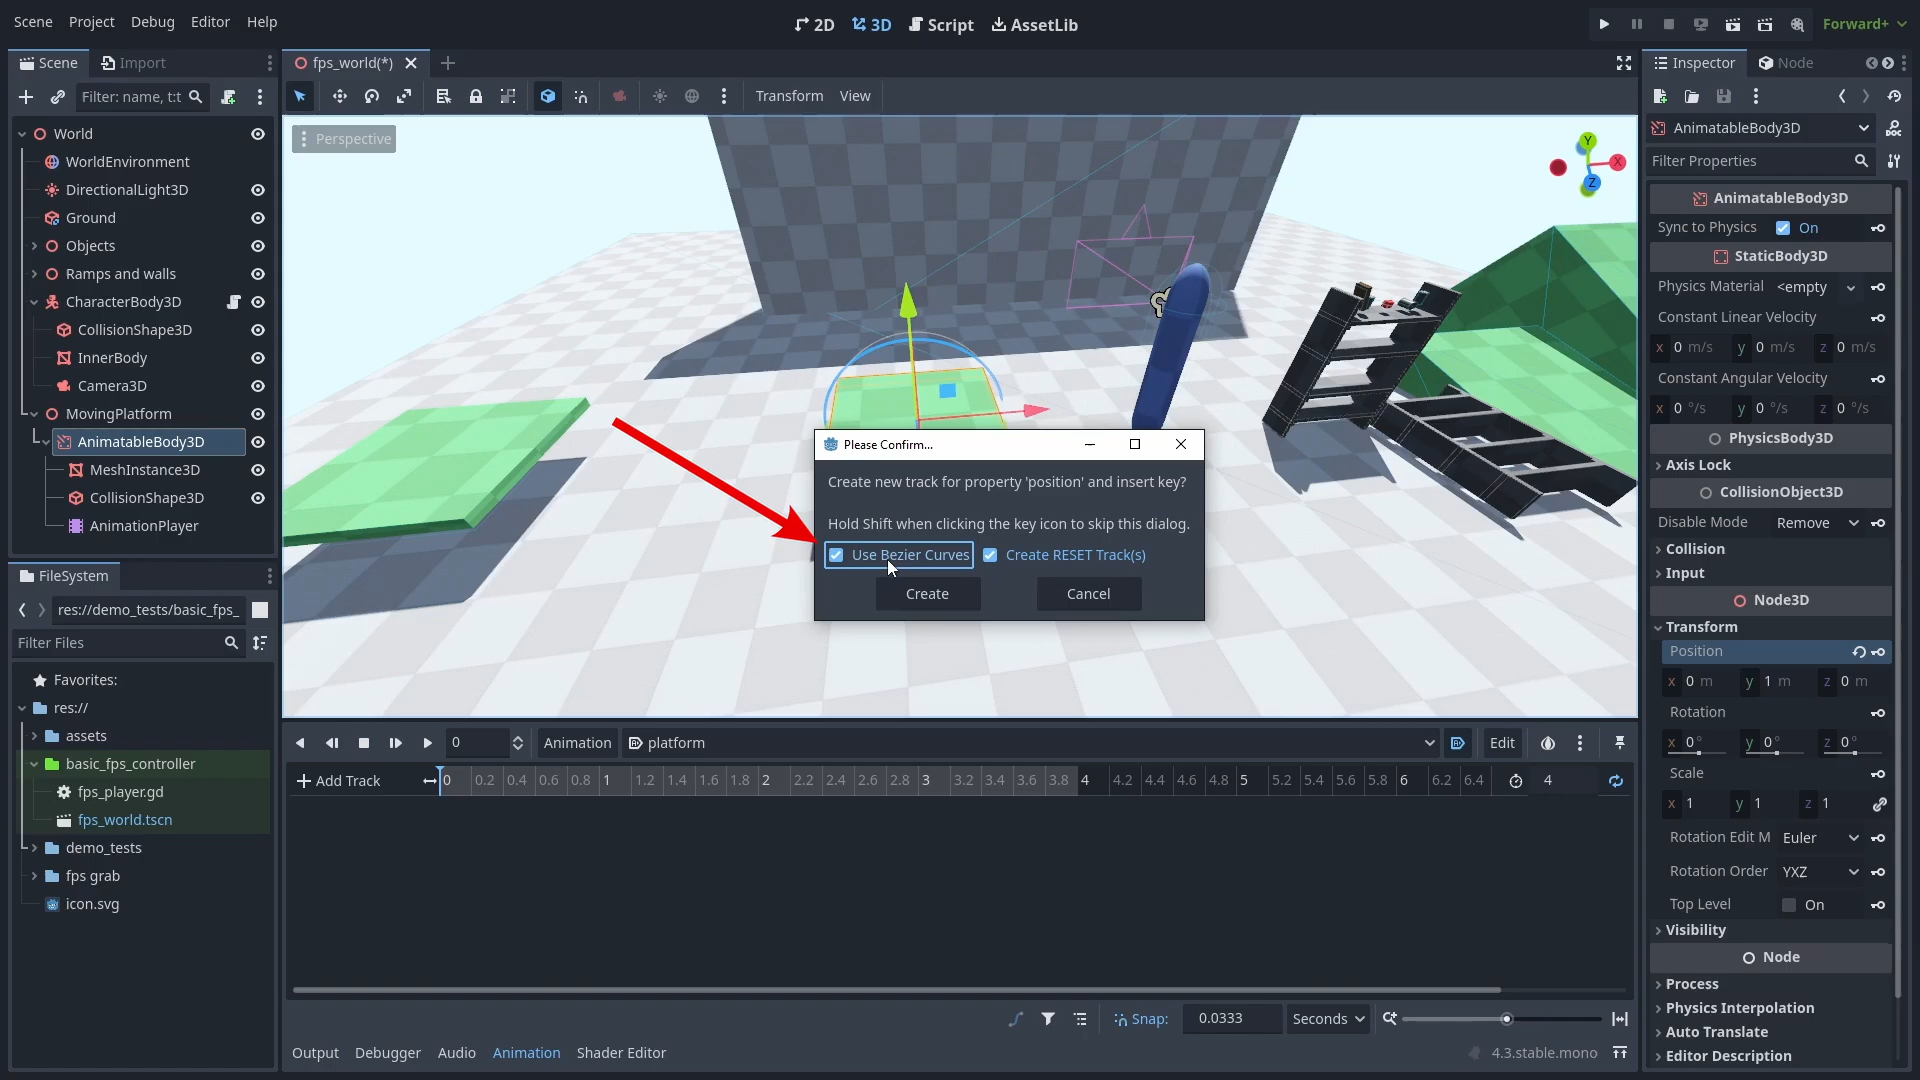 Scene Project Debug Editor Help
2D 3D Script AssetLib
Forward+
Scene Import
Filter: name, t:t
World
WorldEnvironment
DirectionalLight3D
Ground
Objects
Ramps and walls
CharacterBody3D
CollisionShape3D
InnerBody
Camera3D
MovingPlatform
AnimatableBody3D
MeshInstance3D
CollisionShape3D
AnimationPlayer
FileSystem
res://demo_tests/basic_fps_
Filter Files
Favorites:
res://
assets
basic_fps_controller
fps_player.gd
fps_world.tscn
demo_tests
fps grab
icon.svg
fps_world(*)
Transform View
Perspective
Y
X
Z
Please Confirm...
Create new track for property 'position' and insert key?
Hold Shift when clicking the key icon to skip this dialog.
Use Bezier Curves Create RESET Track(s)
Create Cancel
0 Animation platform Edit
Add Track 0 0.2 0.4 0.6 0.8 1 1.2 1.4 1.6 1.8 2 2.2 2.4 2.6 2.8 3 3.2 3.4 3.6 3.8 4 4.2 4.4 4.6 4.8 5 5.2 5.4 5.6 5.8 6 6.2 6.4 4
Snap: 0.0333 Seconds
Output Debugger Audio Animation Shader Editor 4.3.stable.mono
Inspector Node
AnimatableBody3D
DOC
Filter Properties
AnimatableBody3D
Sync to Physics On
StaticBody3D
Physics Material <empty
Constant Linear Velocity
x 0 m/s y 0 m/s z 0 m/s
Constant Angular Velocity
x 0 °/s y 0 °/s z 0 °/s
PhysicsBody3D
Axis Lock
CollisionObject3D
Disable Mode Remove
Collision
Input
Node3D
Transform
Position
x 0 m y 1 m z 0 m
Rotation
x 0° y 0° z 0°
Scale
x 1 y 1 z 1
Rotation Edit M Euler
Rotation Order YXZ
Top Level On
Visibility
Node
Process
Physics Interpolation
Auto Translate
Editor Description